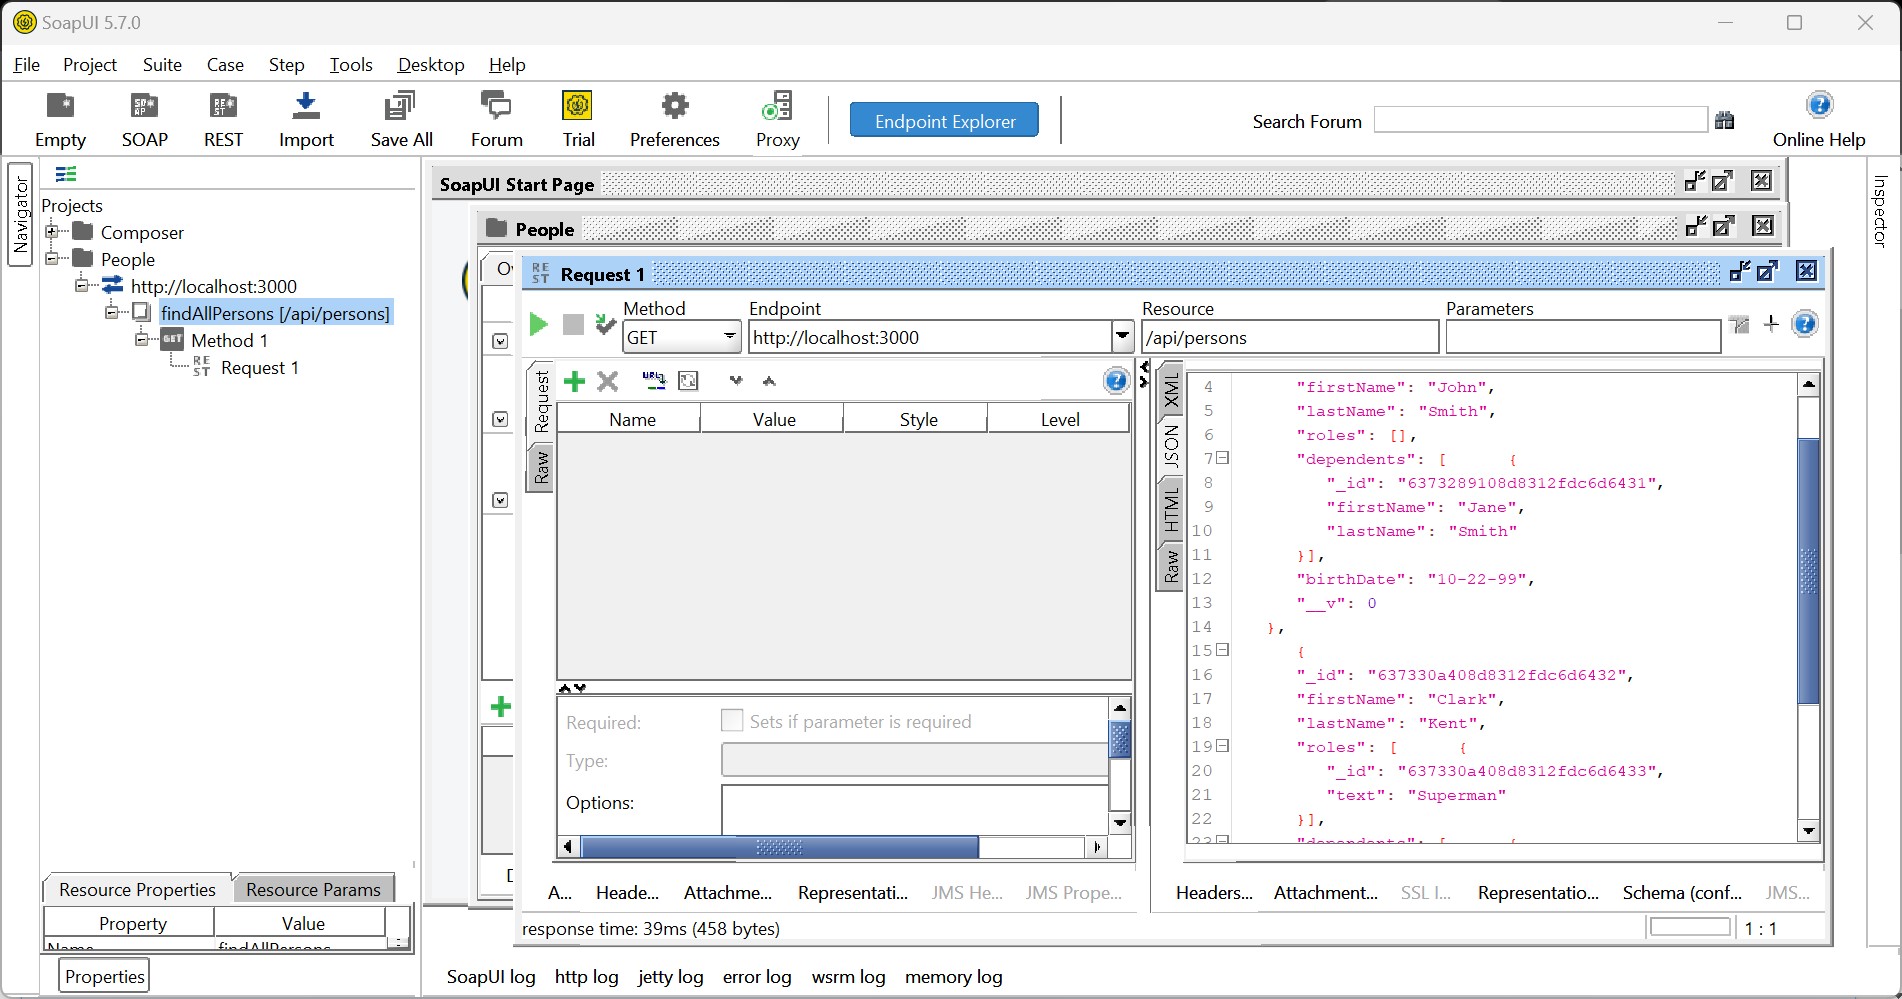 SoapUI 5.7.0
File Project Suite Case Step Tools Desktop Help
Empty SOAP REST Import Save All Forum Trial Preferences Proxy Endpoint Explorer Search Forum Online Help
Navigator
Projects
Composer
People
http://localhost:3000
findAllPersons [/api/persons]
Method 1
Request 1
Resource Properties Resource Params
Property Value
Name findAllPersons
Properties
SoapUI Start Page
People
Request 1
Method Endpoint Resource Parameters
GET http://localhost:3000 /api/persons
Request
Raw
Name Value Style Level
Required: Sets if parameter is required
Type:
Options:
A... Heade... Attachme... Representati... JMS He... JMS Prope...
XML
JSON
HTML
Raw
4 "firstName": "John",
5 "lastName": "Smith",
6 "roles": [],
7 "dependents": [ {
8 "_id": "6373289108d8312fdc6d6431",
9 "firstName": "Jane",
10 "lastName": "Smith"
11 }],
12 "birthDate": "10-22-99",
13 "__v": 0
14 },
15 {
16 "_id": "637330a408d8312fdc6d6432",
17 "firstName": "Clark",
18 "lastName": "Kent",
19 "roles": [ {
20 "_id": "637330a408d8312fdc6d6433",
21 "text": "Superman"
22 }],
23 "dependents": [ {
Headers... Attachment... SSL I... Representatio... Schema (conf... JMS...
response time: 39ms (458 bytes)
1 : 1
SoapUI log http log jetty log error log wsrm log memory log
Inspector